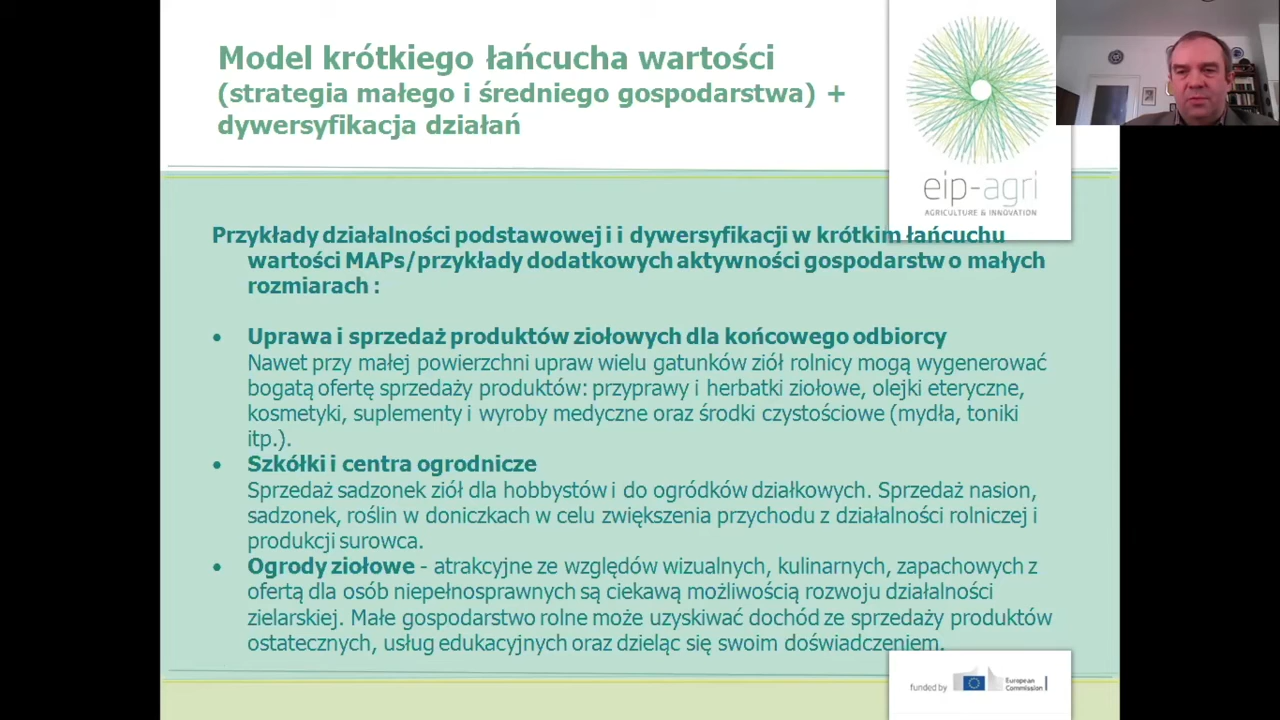 Model krótkiego łańcucha wartości
(strategia małego i średniego gospodarstwa) +
dywersyfikacja działań
eip-agri
AGRICULTURE & INNOVATION
Przykłady działalności podstawowej i i dywersyfikacji w krótkim łańcuchu
wartości MAPs/przykłady dodatkowych aktywności gospodarstw o małych
rozmiarach :
• Uprawa i sprzedaż produktów ziołowych dla końcowego odbiorcy
Nawet przy małej powierzchni upraw wielu gatunków ziół rolnicy mogą wygenerować
bogatą ofertę sprzedaży produktów: przyprawy i herbatki ziołowe, olejki eteryczne,
kosmetyki, suplementy i wyroby medyczne oraz środki czystościowe (mydła, toniki
itp.).
• Szkółki i centra ogrodnicze
Sprzedaż sadzonek ziół dla hobbystów i do ogródków działkowych. Sprzedaż nasion,
sadzonek, roślin w doniczkach w celu zwiększenia przychodu z działalności rolniczej i
produkcji surowca.
• Ogrody ziołowe - atrakcyjne ze względów wizualnych, kulinarnych, zapachowych z
ofertą dla osób niepełnosprawnych są ciekawą możliwością rozwoju działalności
zielarskiej. Małe gospodarstwo rolne może uzyskiwać dochód ze sprzedaży produktów
ostatecznych, usług edukacyjnych oraz dzieląc się swoim doświadczeniem.
funded by
European
Commission